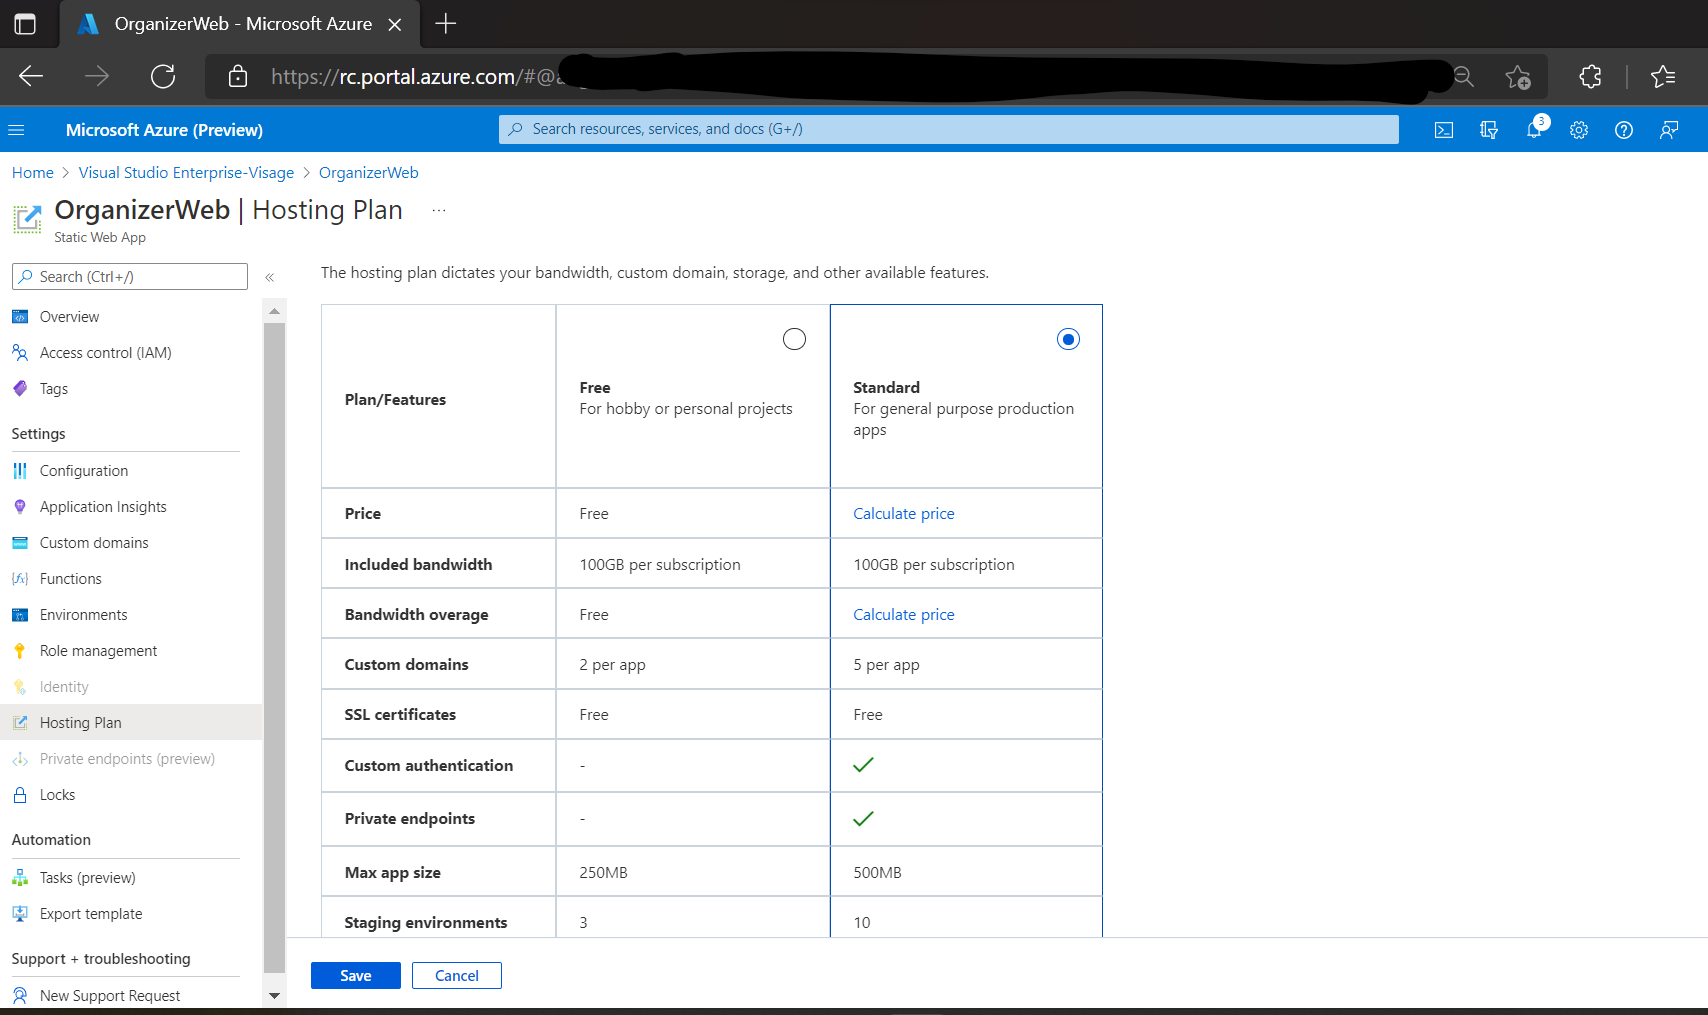 OrganizerWeb - Microsoft Azure
https://rc.portal.azure.com/#@
Microsoft Azure (Preview)
Search resources, services, and docs (G+/)
3
Home > Visual Studio Enterprise-Visage > OrganizerWeb
OrganizerWeb | Hosting Plan ...
Static Web App
Search (Ctrl+/)
«
Overview
Access control (IAM)
Tags
Settings
Configuration
Application Insights
Custom domains
Functions
Environments
Role management
Identity
Hosting Plan
Private endpoints (preview)
Locks
Automation
Tasks (preview)
Export template
Support + troubleshooting
New Support Request
The hosting plan dictates your bandwidth, custom domain, storage, and other available features.
Plan/Features
Free
For hobby or personal projects
Standard
For general purpose production
apps
Price Free Calculate price
Included bandwidth 100GB per subscription 100GB per subscription
Bandwidth overage Free Calculate price
Custom domains 2 per app 5 per app
SSL certificates Free Free
Custom authentication -
Private endpoints -
Max app size 250MB 500MB
Staging environments 3 10
Save Cancel